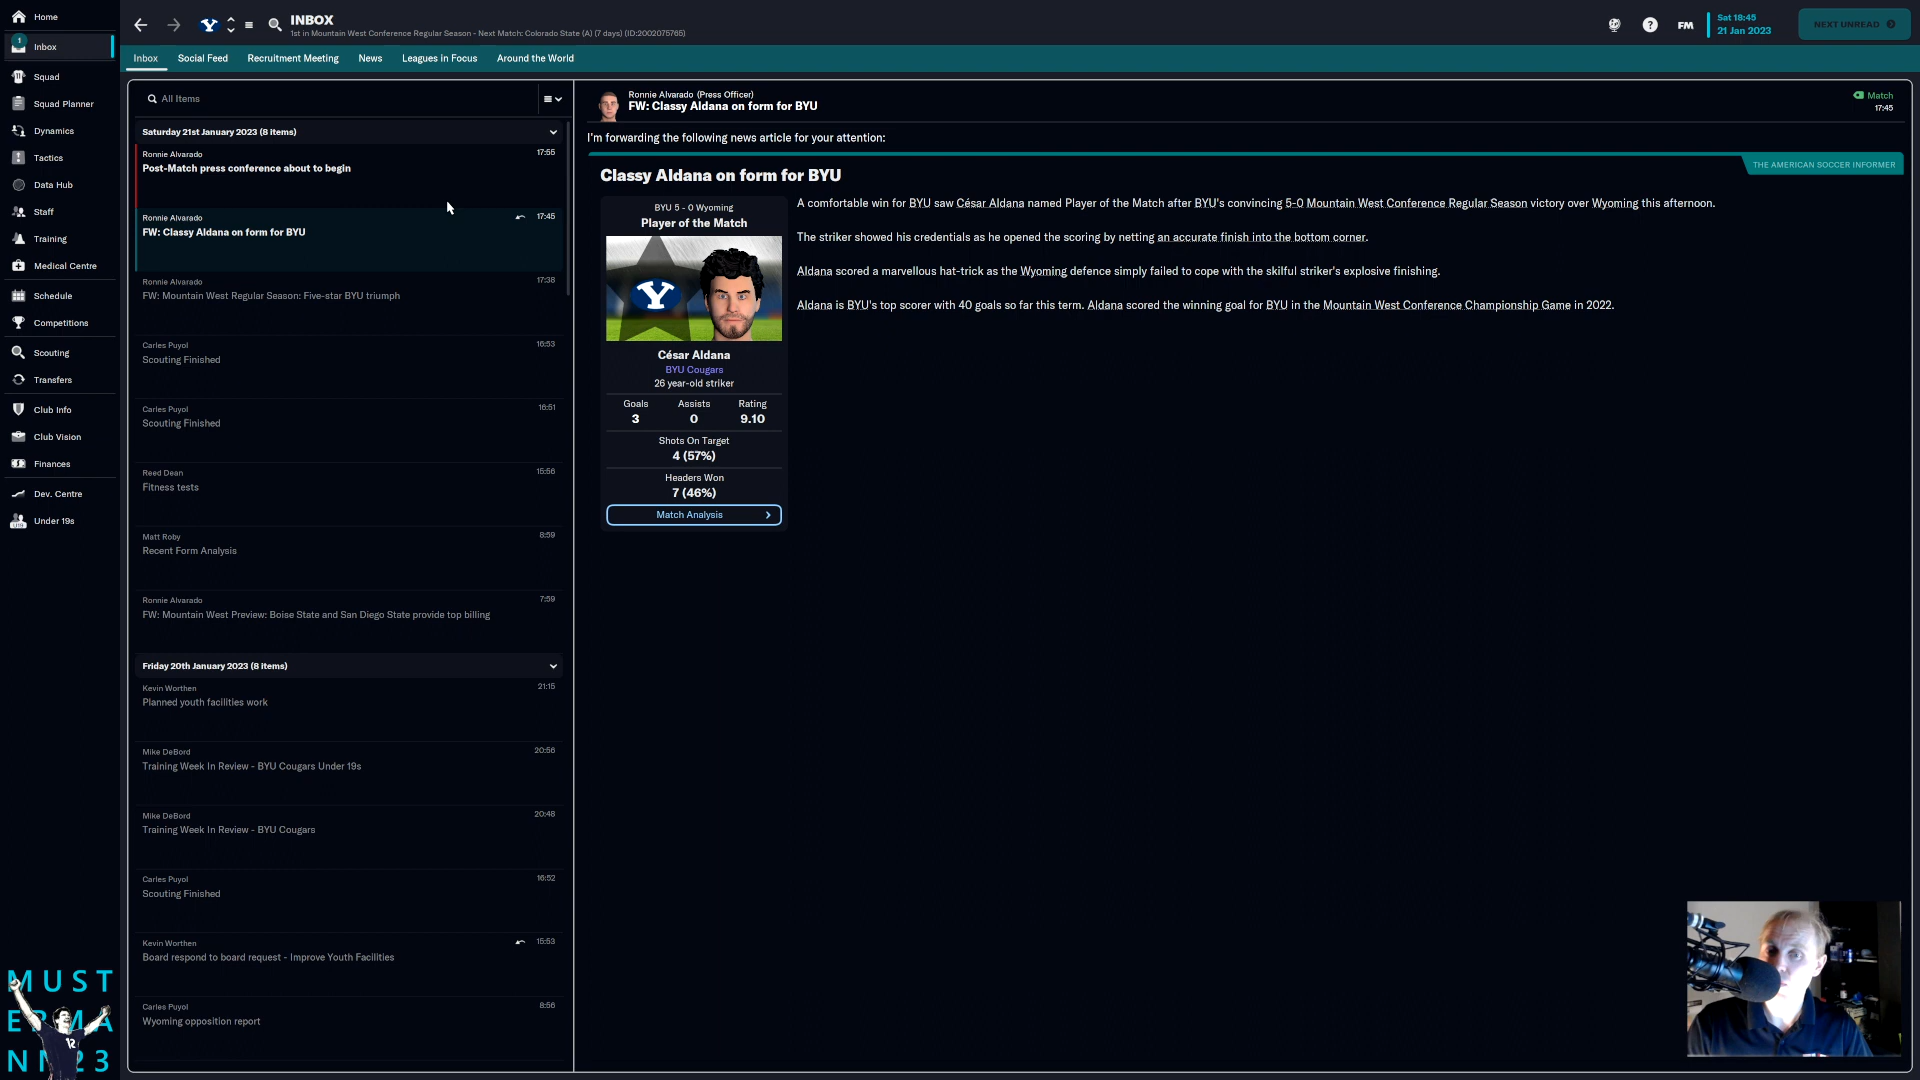 Home
INBOX
1st in Mountain West Conference Regular Season - Next Match: Colorado State (A) (7 days) (ID:2002075765)
FM
Sat 18:45
21 Jan 2023
NEXT UNREAD
1
Inbox
Squad
Squad Planner
Dynamics
Tactics
Data Hub
Staff
Training
Medical Centre
Schedule
Competitions
Scouting
Transfers
Club Info
Club Vision
Finances
Dev. Centre
Under 19s
Inbox Social Feed Recruitment Meeting News Leagues in Focus Around the World
All Items
Saturday 21st January 2023 (8 items)
Ronnie Alvarado 17:55
Post-Match press conference about to begin
Ronnie Alvarado 17:45
FW: Classy Aldana on form for BYU
Ronnie Alvarado 17:38
FW: Mountain West Regular Season: Five-star BYU triumph
Carles Puyol 16:53
Scouting Finished
Carles Puyol 16:51
Scouting Finished
Reed Dean 15:56
Fitness tests
Matt Roby 8:59
Recent Form Analysis
Ronnie Alvarado 7:59
FW: Mountain West Preview: Boise State and San Diego State provide top billing
Friday 20th January 2023 (8 items)
Kevin Worthen 21:15
Planned youth facilities work
Mike DeBord 20:56
Training Week In Review - BYU Cougars Under 19s
Mike DeBord 20:48
Training Week In Review - BYU Cougars
Carles Puyol 16:52
Scouting Finished
Kevin Worthen 15:53
Board respond to board request - Improve Youth Facilities
Carles Puyol 8:56
Wyoming opposition report
Ronnie Alvarado (Press Officer)
FW: Classy Aldana on form for BYU
Match
17:45
I'm forwarding the following news article for your attention:
THE AMERICAN SOCCER INFORMER
Classy Aldana on form for BYU
BYU 5 - 0 Wyoming
Player of the Match
César Aldana
BYU Cougars
26 year-old striker
Goals Assists Rating
3 0 9.10
Shots On Target
4 (57%)
Headers Won
7 (46%)
Match Analysis
A comfortable win for BYU saw César Aldana named Player of the Match after BYU's convincing 5-0 Mountain West Conference Regular Season victory over Wyoming this afternoon.
The striker showed his credentials as he opened the scoring by netting an accurate finish into the bottom corner.
Aldana scored a marvellous hat-trick as the Wyoming defence simply failed to cope with the skilful striker's explosive finishing.
Aldana is BYU's top scorer with 40 goals so far this term. Aldana scored the winning goal for BYU in the Mountain West Conference Championship Game in 2022.
MUST
ERMA
NN23
12